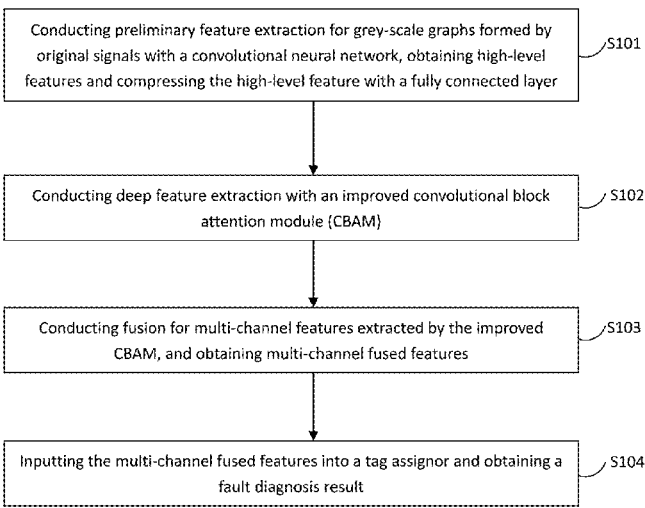 Conducting preliminary feature extraction for grey-scale graphs formed by
original signals with a convolutional neural network, obtaining high-level
features and compressing the high-level feature with a fully connected layer
S101
Conducting deep feature extraction with an improved convolutional block
attention module (CBAM)
S102
Conducting fusion for multi-channel features extracted by the improved
CBAM, and obtaining multi-channel fused features
S103
Inputting the multi-channel fused features into a tag assignor and obtaining a
fault diagnosis result
S104